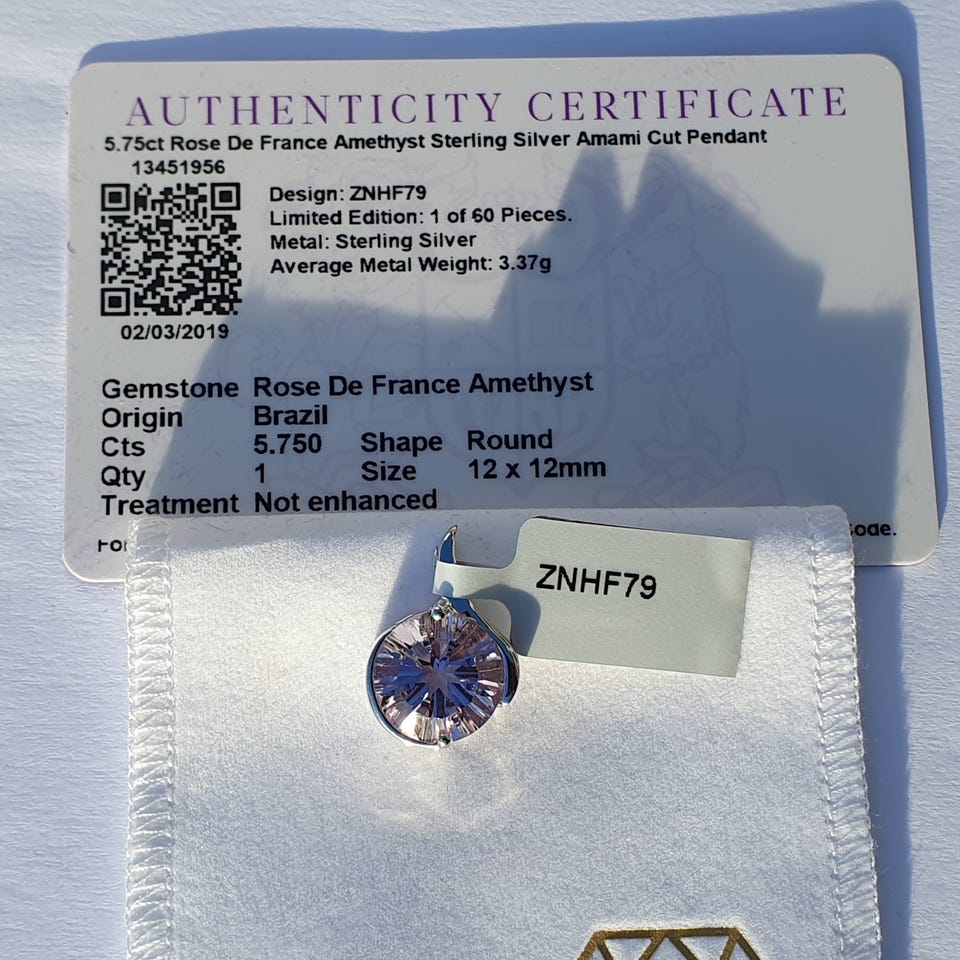 AUTHENTICITY CERTIFICATE
5.75ct Rose De France Amethyst Sterling Silver Amami Cut Pendant
13451956
Design: ZNHF79
Limited Edition: 1 of 60 Pieces.
Metal: Sterling Silver
Average Metal Weight: 3.37g
02/03/2019
Gemstone Rose De France Amethyst
Origin Brazil
Cts 5.750 Shape Round
Qty 1 Size 12 x 12mm
Treatment Not enhanced
ZNHF79